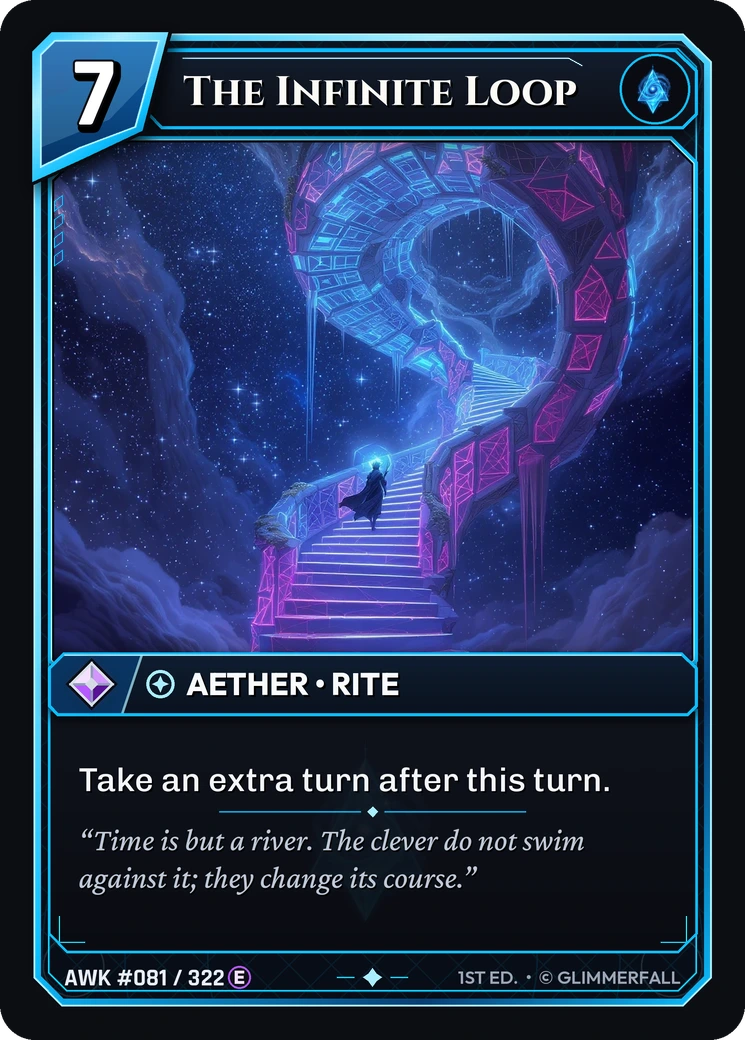 7
The Infinite Loop
AETHER • RITE
Take an extra turn after this turn.
“Time is but a river. The clever do not swim
against it; they change its course.”
AWK #081 / 322 E
1ST ED. • © GLIMMERFALL